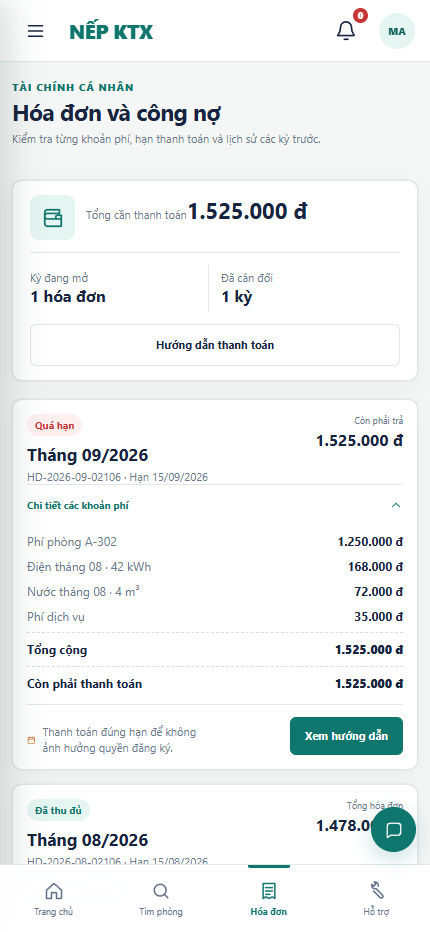 NẾP KTX
0
MA
TÀI CHÍNH CÁ NHÂN
Hóa đơn và công nợ
Kiểm tra từng khoản phí, hạn thanh toán và lịch sử các kỳ trước.
Tổng cần thanh toán 1.525.000 đ
Kỳ đang mở
1 hóa đơn
Đã cân đối
1 kỳ
Hướng dẫn thanh toán
Quá hạn
Tháng 09/2026
HD-2026-09-02106 · Hạn 15/09/2026
Còn phải trả
1.525.000 đ
Chi tiết các khoản phí
Phí phòng A-302 1.250.000 đ
Điện tháng 08 · 42 kWh 168.000 đ
Nước tháng 08 · 4 m³ 72.000 đ
Phí dịch vụ 35.000 đ
Tổng cộng 1.525.000 đ
Còn phải thanh toán 1.525.000 đ
Thanh toán đúng hạn để không
ảnh hưởng quyền đăng ký.
Xem hướng dẫn
Đã thu đủ
Tháng 08/2026
HD-2026-08-02106 · Hạn 15/08/2026
Tổng hóa đơn
Trang chủ
Tìm phòng
Hóa đơn
Hỗ trợ